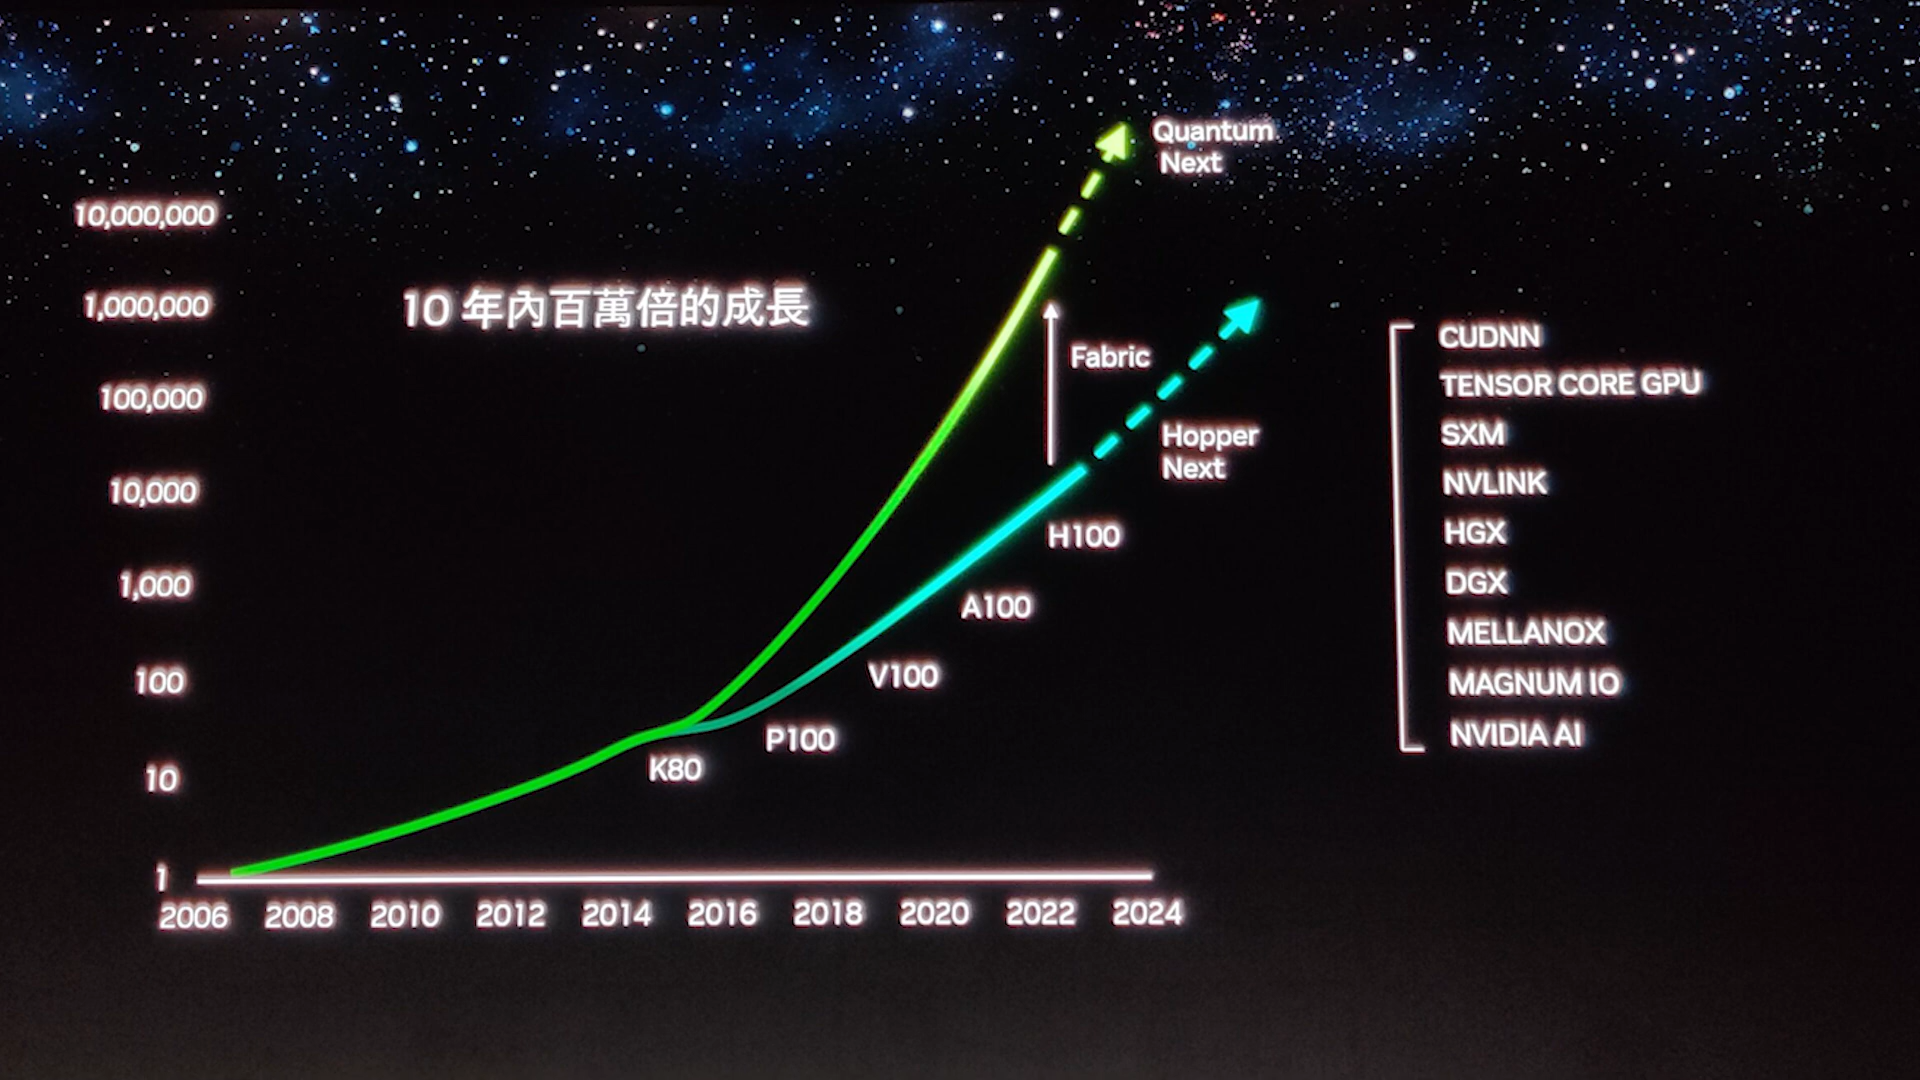 Quantum
Next
10,000,000
1,000,000
10 年內百萬倍的成長
Fabric
100,000
Hopper
Next
10,000
H100
1,000
A100
100
V100
P100
10
K80
1
2006 2008 2010 2012 2014 2016 2018 2020 2022 2024
CUDNN
TENSOR CORE GPU
SXM
NVLINK
HGX
DGX
MELLANOX
MAGNUM IO
NVIDIA AI